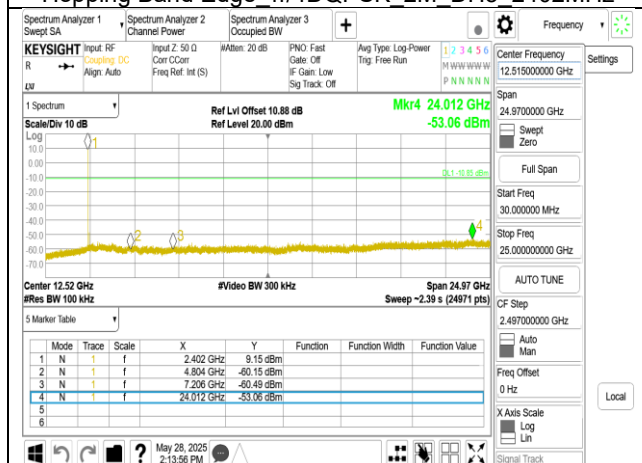 Spectrum Analyzer 1
Swept SA
Spectrum Analyzer 2
Channel Power
Spectrum Analyzer 3
Occupied BW
+
Frequency
KEYSIGHT
R
LXI
Input: RF
Coupling: DC
Align: Auto
Input Z: 50 Ω
Corr CCorr
Freq Ref: Int (S)
#Atten: 20 dB
PNO: Fast
Gate: Off
IF Gain: Low
Sig Track: Off
Avg Type: Log-Power
Trig: Free Run
1 2 3 4 5 6
M W W W W W
P N N N N N
1 Spectrum
Scale/Div 10 dB
Ref Lvl Offset 10.88 dB
Ref Level 20.00 dBm
Mkr4 24.012 GHz
-53.06 dBm
Log
10.0
0.00
-10.0
-20.0
-30.0
-40.0
-50.0
-60.0
-70.0
1
2
3
4
DL1 -10.85 dBm
Center 12.52 GHz
#Res BW 100 kHz
#Video BW 300 kHz
Span 24.97 GHz
Sweep ~2.39 s (24971 pts)
5 Marker Table
Mode Trace Scale X Y Function Function Width Function Value
1 N 1 f 2.402 GHz 9.15 dBm
2 N 1 f 4.804 GHz -60.15 dBm
3 N 1 f 7.206 GHz -60.49 dBm
4 N 1 f 24.012 GHz -53.06 dBm
5
6
May 28, 2025
2:13:56 PM
?
Center Frequency
12.515000000 GHz
Settings
Span
24.9700000 GHz
Swept
Zero
Full Span
Start Freq
30.000000 MHz
Stop Freq
25.000000000 GHz
AUTO TUNE
CF Step
2.497000000 GHz
Auto
Man
Freq Offset
0 Hz
Local
X Axis Scale
Log
Lin
Signal Track